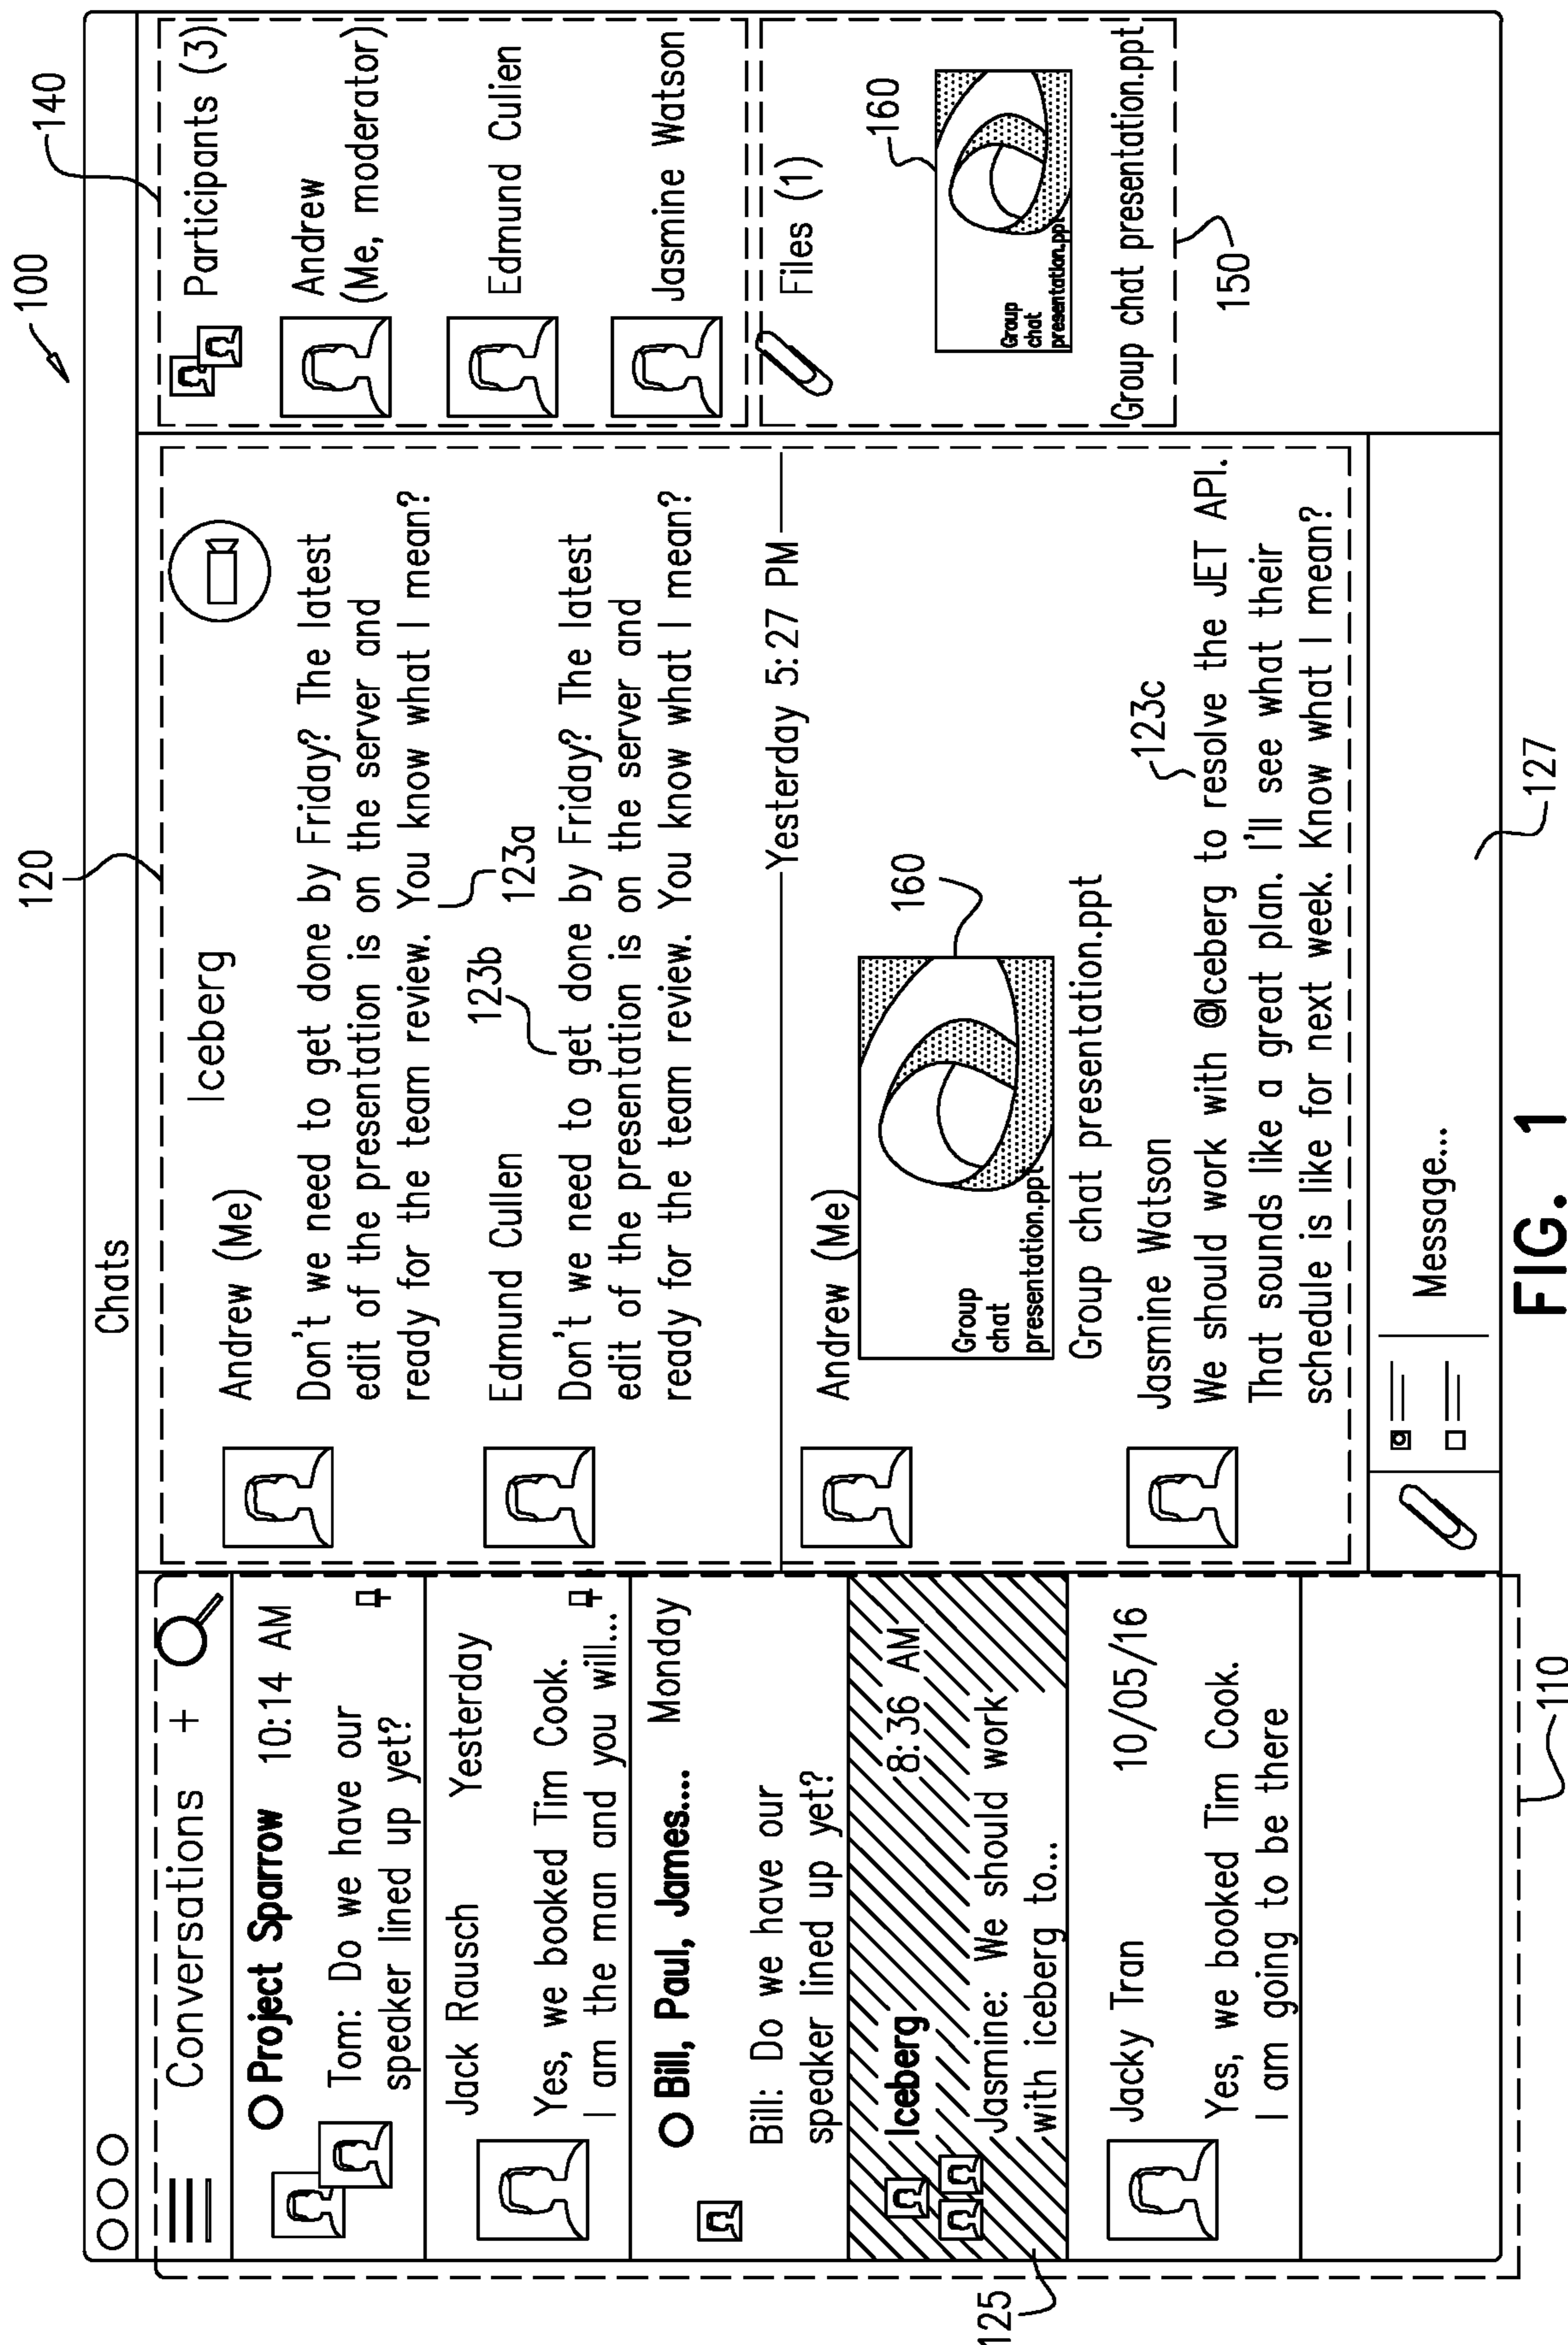 100
Chats
Conversations +
Project Sparrow 10:14 AM
Tom: Do we have our
speaker lined up yet?
Jack Rausch Yesterday
Yes, we booked Tim Cook.
I am the man and you will...
Bill, Paul, James.... Monday
Bill: Do we have our
speaker lined up yet?
Iceberg 8:36 AM
Jasmine: We should work
with iceberg to...
125
Jacky Tran 10/05/16
Yes, we booked Tim Cook.
I am going to be there
110
120
Iceberg
Andrew (Me)
Don't we need to get done by Friday? The latest
edit of the presentation is on the server and
ready for the team review. You know what I mean?
123a
123b
Edmund Cullen
Don't we need to get done by Friday? The latest
edit of the presentation is on the server and
ready for the team review. You know what I mean?
Yesterday 5:27 PM
Andrew (Me)
160
Group
chat
presentation.ppt
Group chat presentation.ppt
123c
Jasmine Watson
We should work with @Iceberg to resolve the JET API.
That sounds like a great plan. I'll see what their
schedule is like for next week. Know what I mean?
Message...
127
140
Participants (3)
Andrew
(Me, moderator)
Edmund Culien
Jasmine Watson
Files (1)
160
Group
chat
presentation.ppt
Group chat presentation.ppt
150
FIG. 1